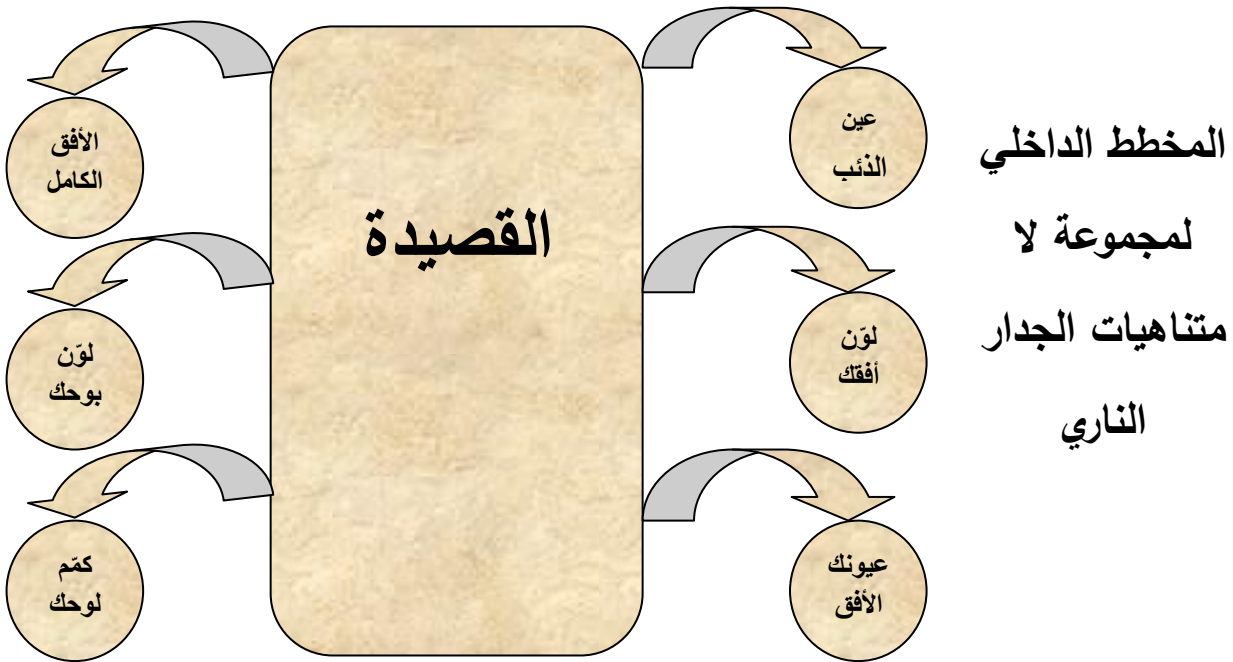 المخطط الداخلي
لمجموعة لا
متناهيات الجدار
الناري
القصيدة
عين
الذئب
لوّن
أفقك
عيونك
الأفق
الأفق
الكامل
لوّن
بوحك
كمّم
لوحك